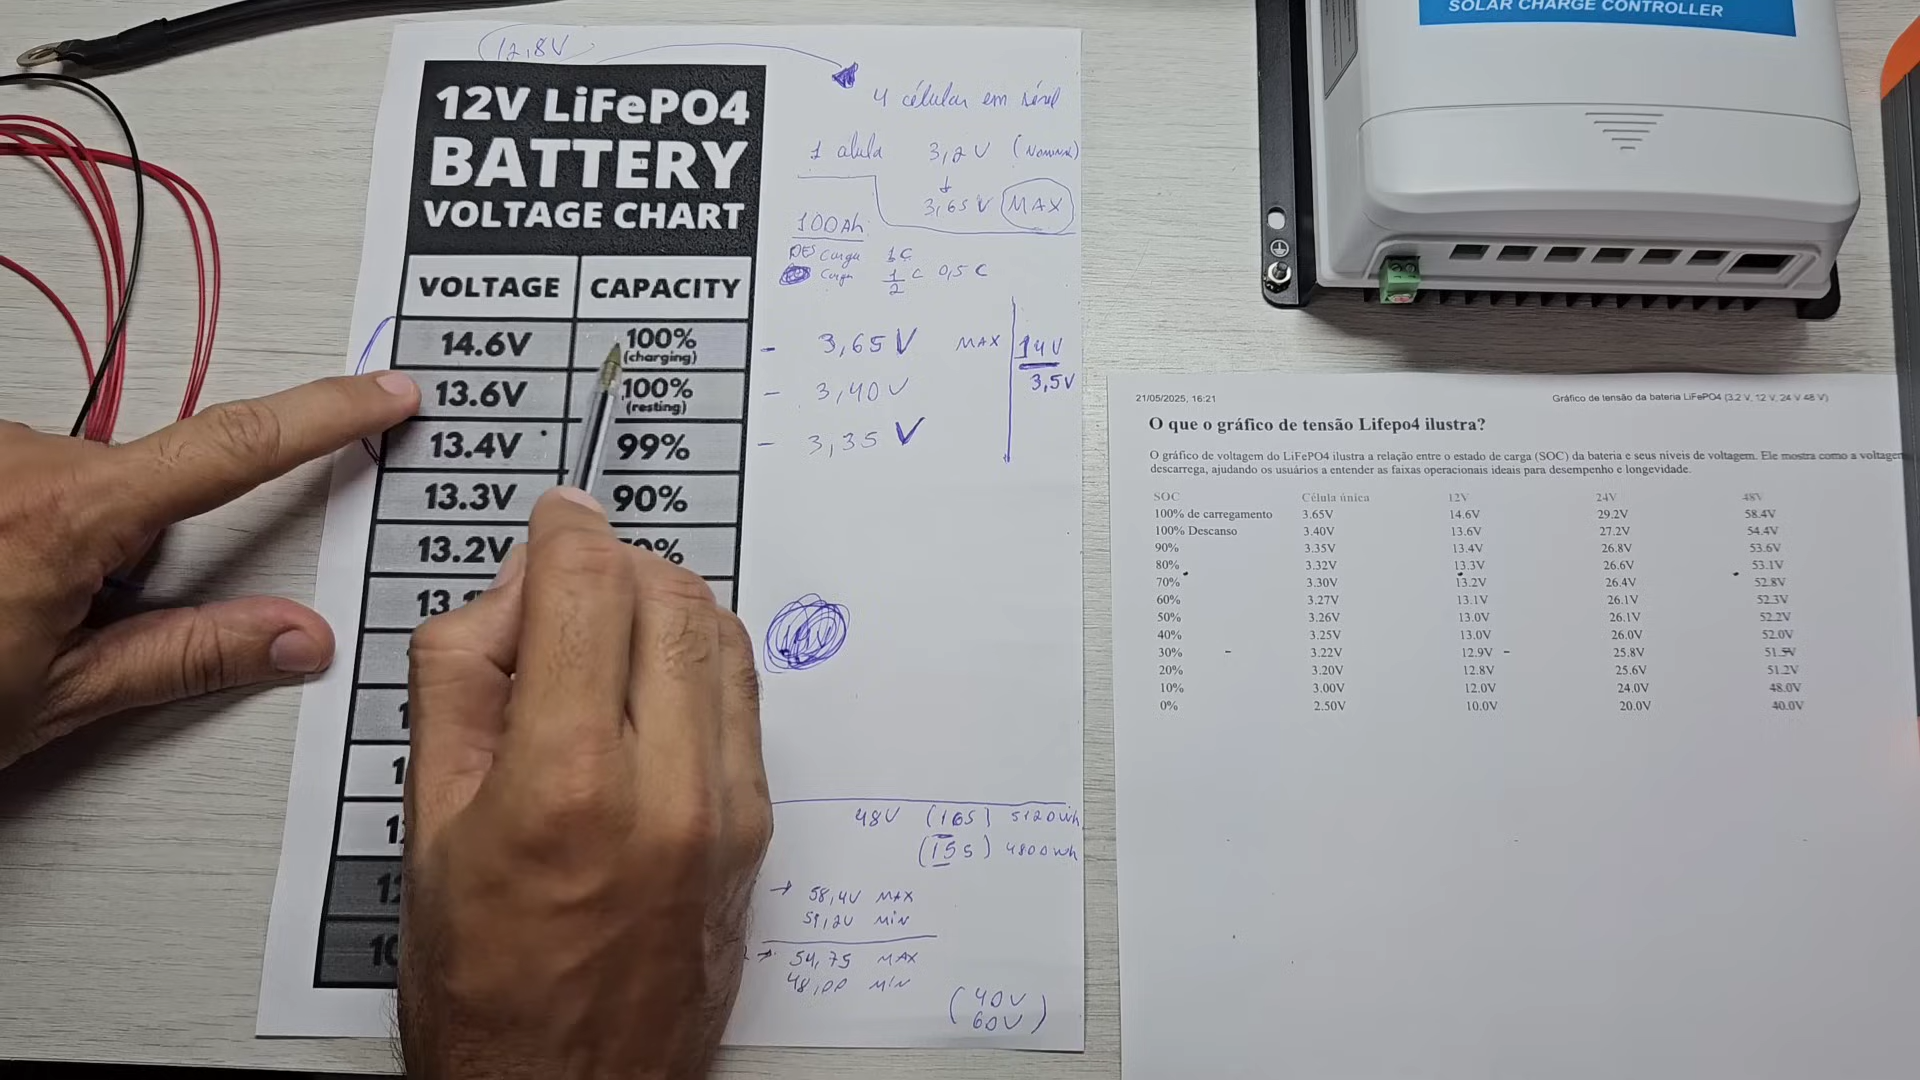 12,8V
12V LiFePO4
BATTERY
VOLTAGE CHART
VOLTAGE CAPACITY
14.6V 100%
(charging)
13.6V 100%
(resting)
13.4V 99%
13.3V 90%
13.2V
4 célular em
3,2V (Nominal)
3,65V MAX
100Ah
DES Carga 1C
Carga 1/2 C 0,5C
- 3,65V MAX
- 3,40V
- 3,35V
14V
3,5V
48V (16S) 5120Wh
(15S) 4800Wh
→ 58,4V MAX
51,2V MIN
→ 54,75 MAX
48,00 MIN
(40V
60V)
SOLAR CHARGE CONTROLLER
21/05/2025, 16:21 Gráfico de tensão da bateria LiFePO4 (3.2 V, 12 V, 24 V 48 V)
O que o gráfico de tensão Lifepo4 ilustra?
O gráfico de voltagem do LiFePO4 ilustra a relação entre o estado de carga (SOC) da bateria e seus níveis de voltagem. Ele mostra como a voltagem
descarrega, ajudando os usuários a entender as faixas operacionais ideais para desempenho e longevidade.
SOC Célula única 12V 24V 48V
100% de carregamento 3.65V 14.6V 29.2V 58.4V
100% Descanso 3.40V 13.6V 27.2V 54.4V
90% 3.35V 13.4V 26.8V 53.6V
80% 3.32V 13.3V 26.6V 53.1V
70% 3.30V 13.2V 26.4V 52.8V
60% 3.27V 13.1V 26.1V 52.3V
50% 3.26V 13.0V 26.1V 52.2V
40% 3.25V 13.0V 26.0V 52.0V
30% 3.22V 12.9V 25.8V 51.5V
20% 3.20V 12.8V 25.6V 51.2V
10% 3.00V 12.0V 24.0V 48.0V
0% 2.50V 10.0V 20.0V 40.0V